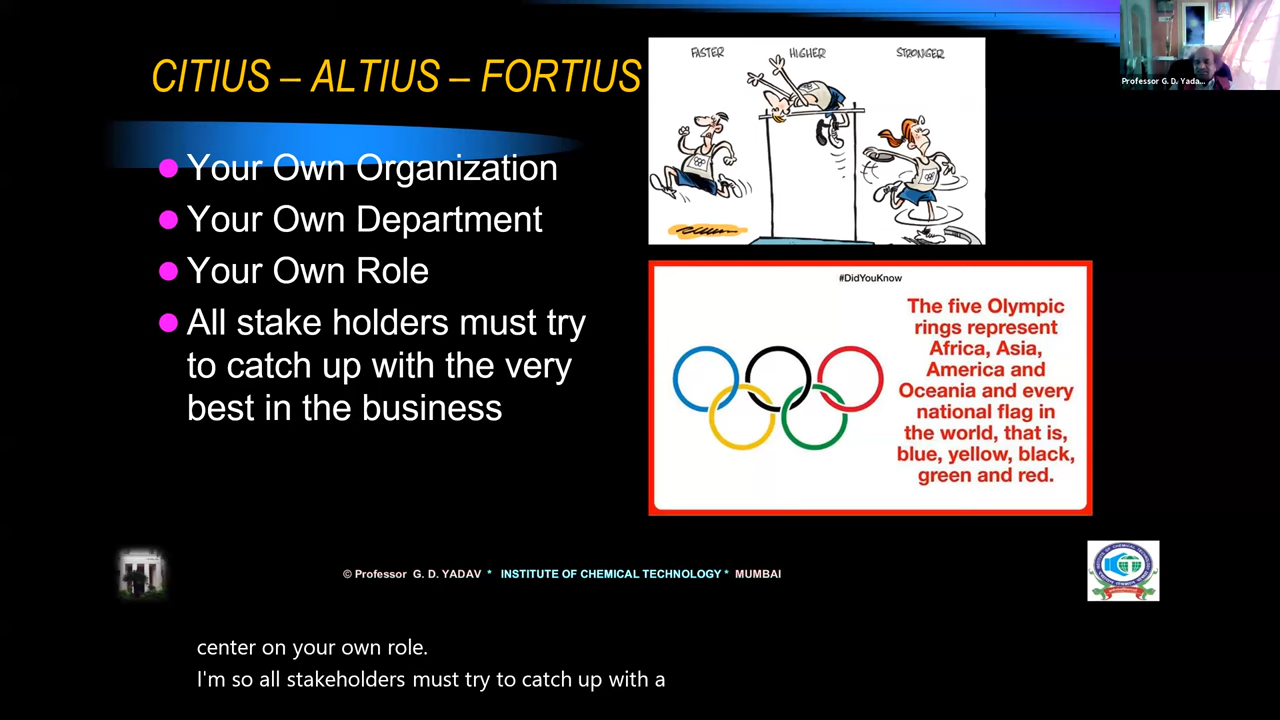 CITIUS – ALTIUS – FORTIUS
Your Own Organization
Your Own Department
Your Own Role
All stake holders must try
to catch up with the very
best in the business
FASTER
HIGHER
STRONGER
#DidYouKnow
The five Olympic
rings represent
Africa, Asia,
America and
Oceania and every
national flag in
the world, that is,
blue, yellow, black,
green and red.
Professor G. D. Yada...
© Professor G. D. YADAV * INSTITUTE OF CHEMICAL TECHNOLOGY * MUMBAI
center on your own role.
I'm so all stakeholders must try to catch up with a